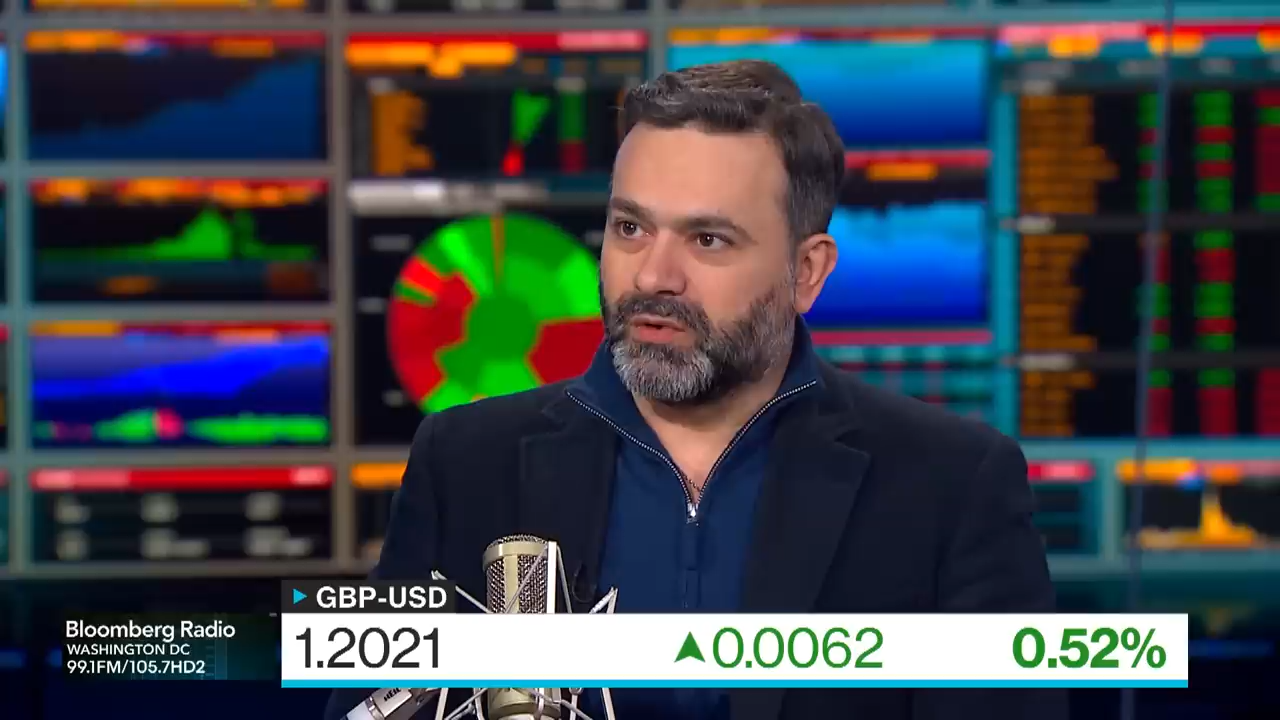 GBP-USD
Bloomberg Radio
WASHINGTON DC
99.1FM/105.7HD2
1.2021 ▲0.0062 0.52%